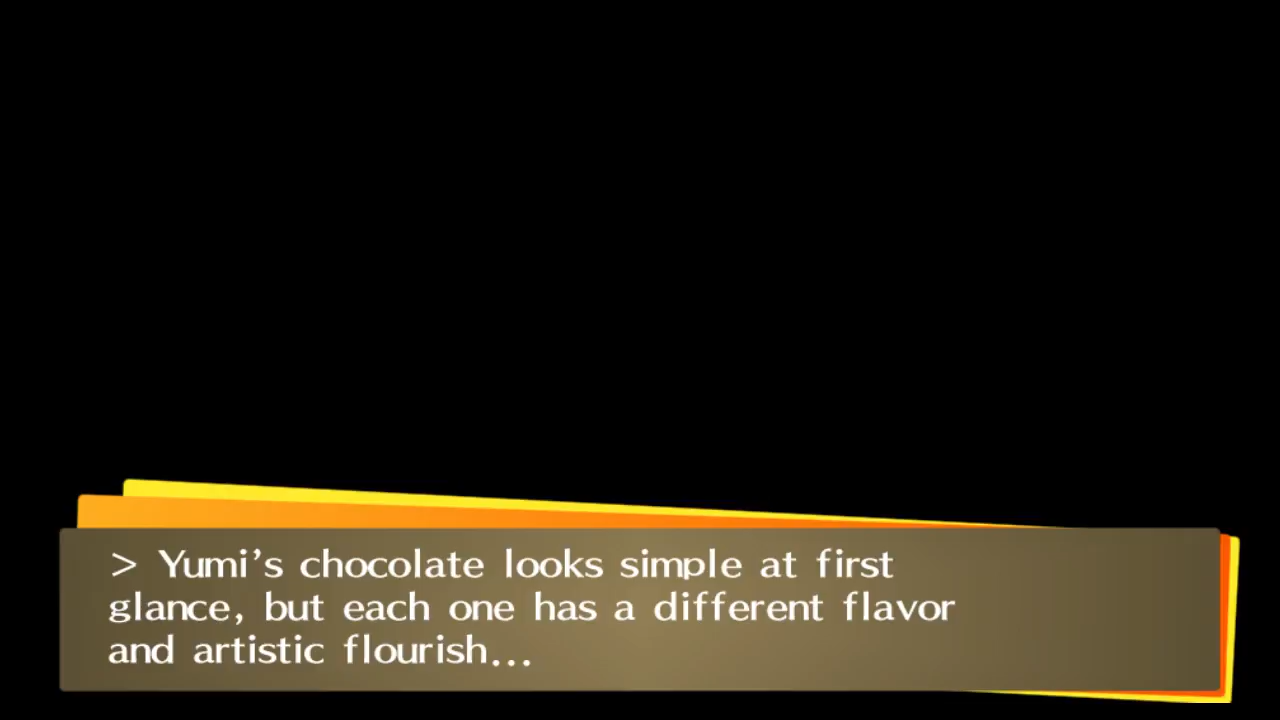 > Yumi's chocolate looks simple at first
glance, but each one has a different flavor
and artistic flourish...